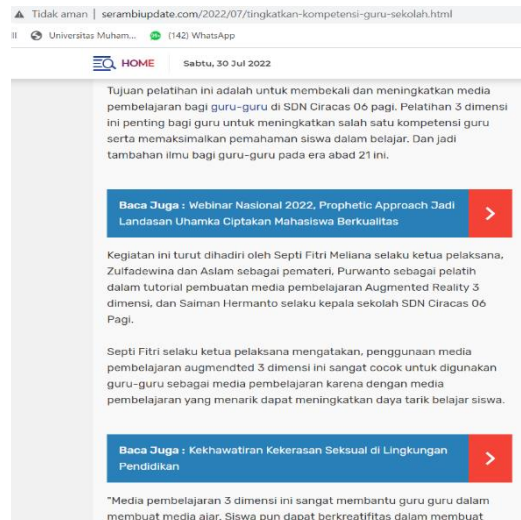 Tidak aman | serambiupdate.com/2022/07/tingkatkan-kompetensi-guru-sekolah.html
Universitas Muham... (142) WhatsApp
HOME Sabtu, 30 Jul 2022
Tujuan pelatihan ini adalah untuk membekali dan meningkatkan media
pembelajaran bagi guru-guru di SDN Ciracas 06 pagi. Pelatihan 3 dimensi
ini penting bagi guru untuk meningkatkan salah satu kompetensi guru
serta memaksimalkan pemahaman siswa dalam belajar. Dan jadi
tambahan ilmu bagi guru-guru pada era abad 21 ini.
Baca Juga : Webinar Nasional 2022, Prophetic Approach Jadi
Landasan Uhamka Ciptakan Mahasiswa Berkualitas
Kegiatan ini turut dihadiri oleh Septi Fitri Meliana selaku ketua pelaksana,
Zulfadewina dan Aslam sebagai pemateri, Purwanto sebagai pelatih
dalam tutorial pembuatan media pembelajaran Augmented Reality 3
dimensi, dan Saiman Hermanto selaku kepala sekolah SDN Ciracas 06
Pagi.
Septi Fitri selaku ketua pelaksana mengatakan, penggunaan media
pembelajaran augmendted 3 dimensi ini sangat cocok untuk digunakan
guru-guru sebagai media pembelajaran karena dengan media
pembelajaran yang menarik dapat meningkatkan daya tarik belajar siswa.
Baca Juga : Kekhawatiran Kekerasan Seksual di Lingkungan
Pendidikan
"Media pembelajaran 3 dimensi ini sangat membantu guru guru dalam
membuat media ajar. Siswa pun dapat berkreatifitas dalam membuat